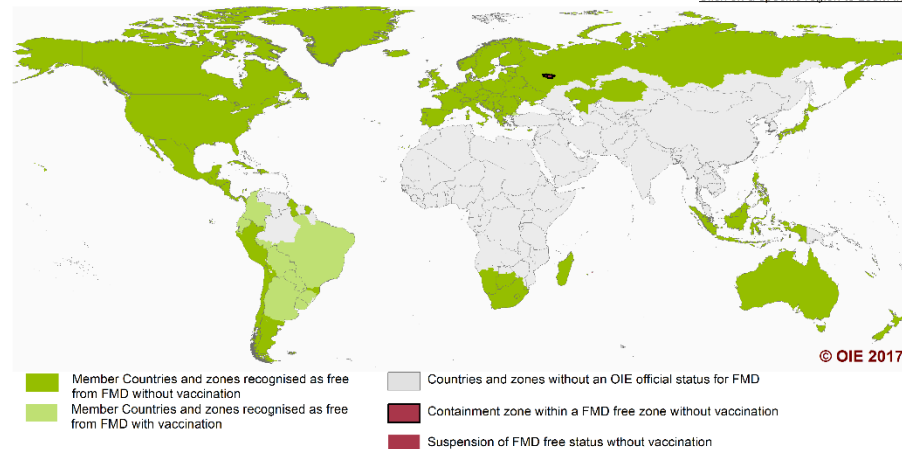 © OIE 2017
Member Countries and zones recognised as free
from FMD without vaccination
Member Countries and zones recognised as free
from FMD with vaccination
Countries and zones without an OIE official status for FMD
Containment zone within a FMD free zone without vaccination
Suspension of FMD free status without vaccination